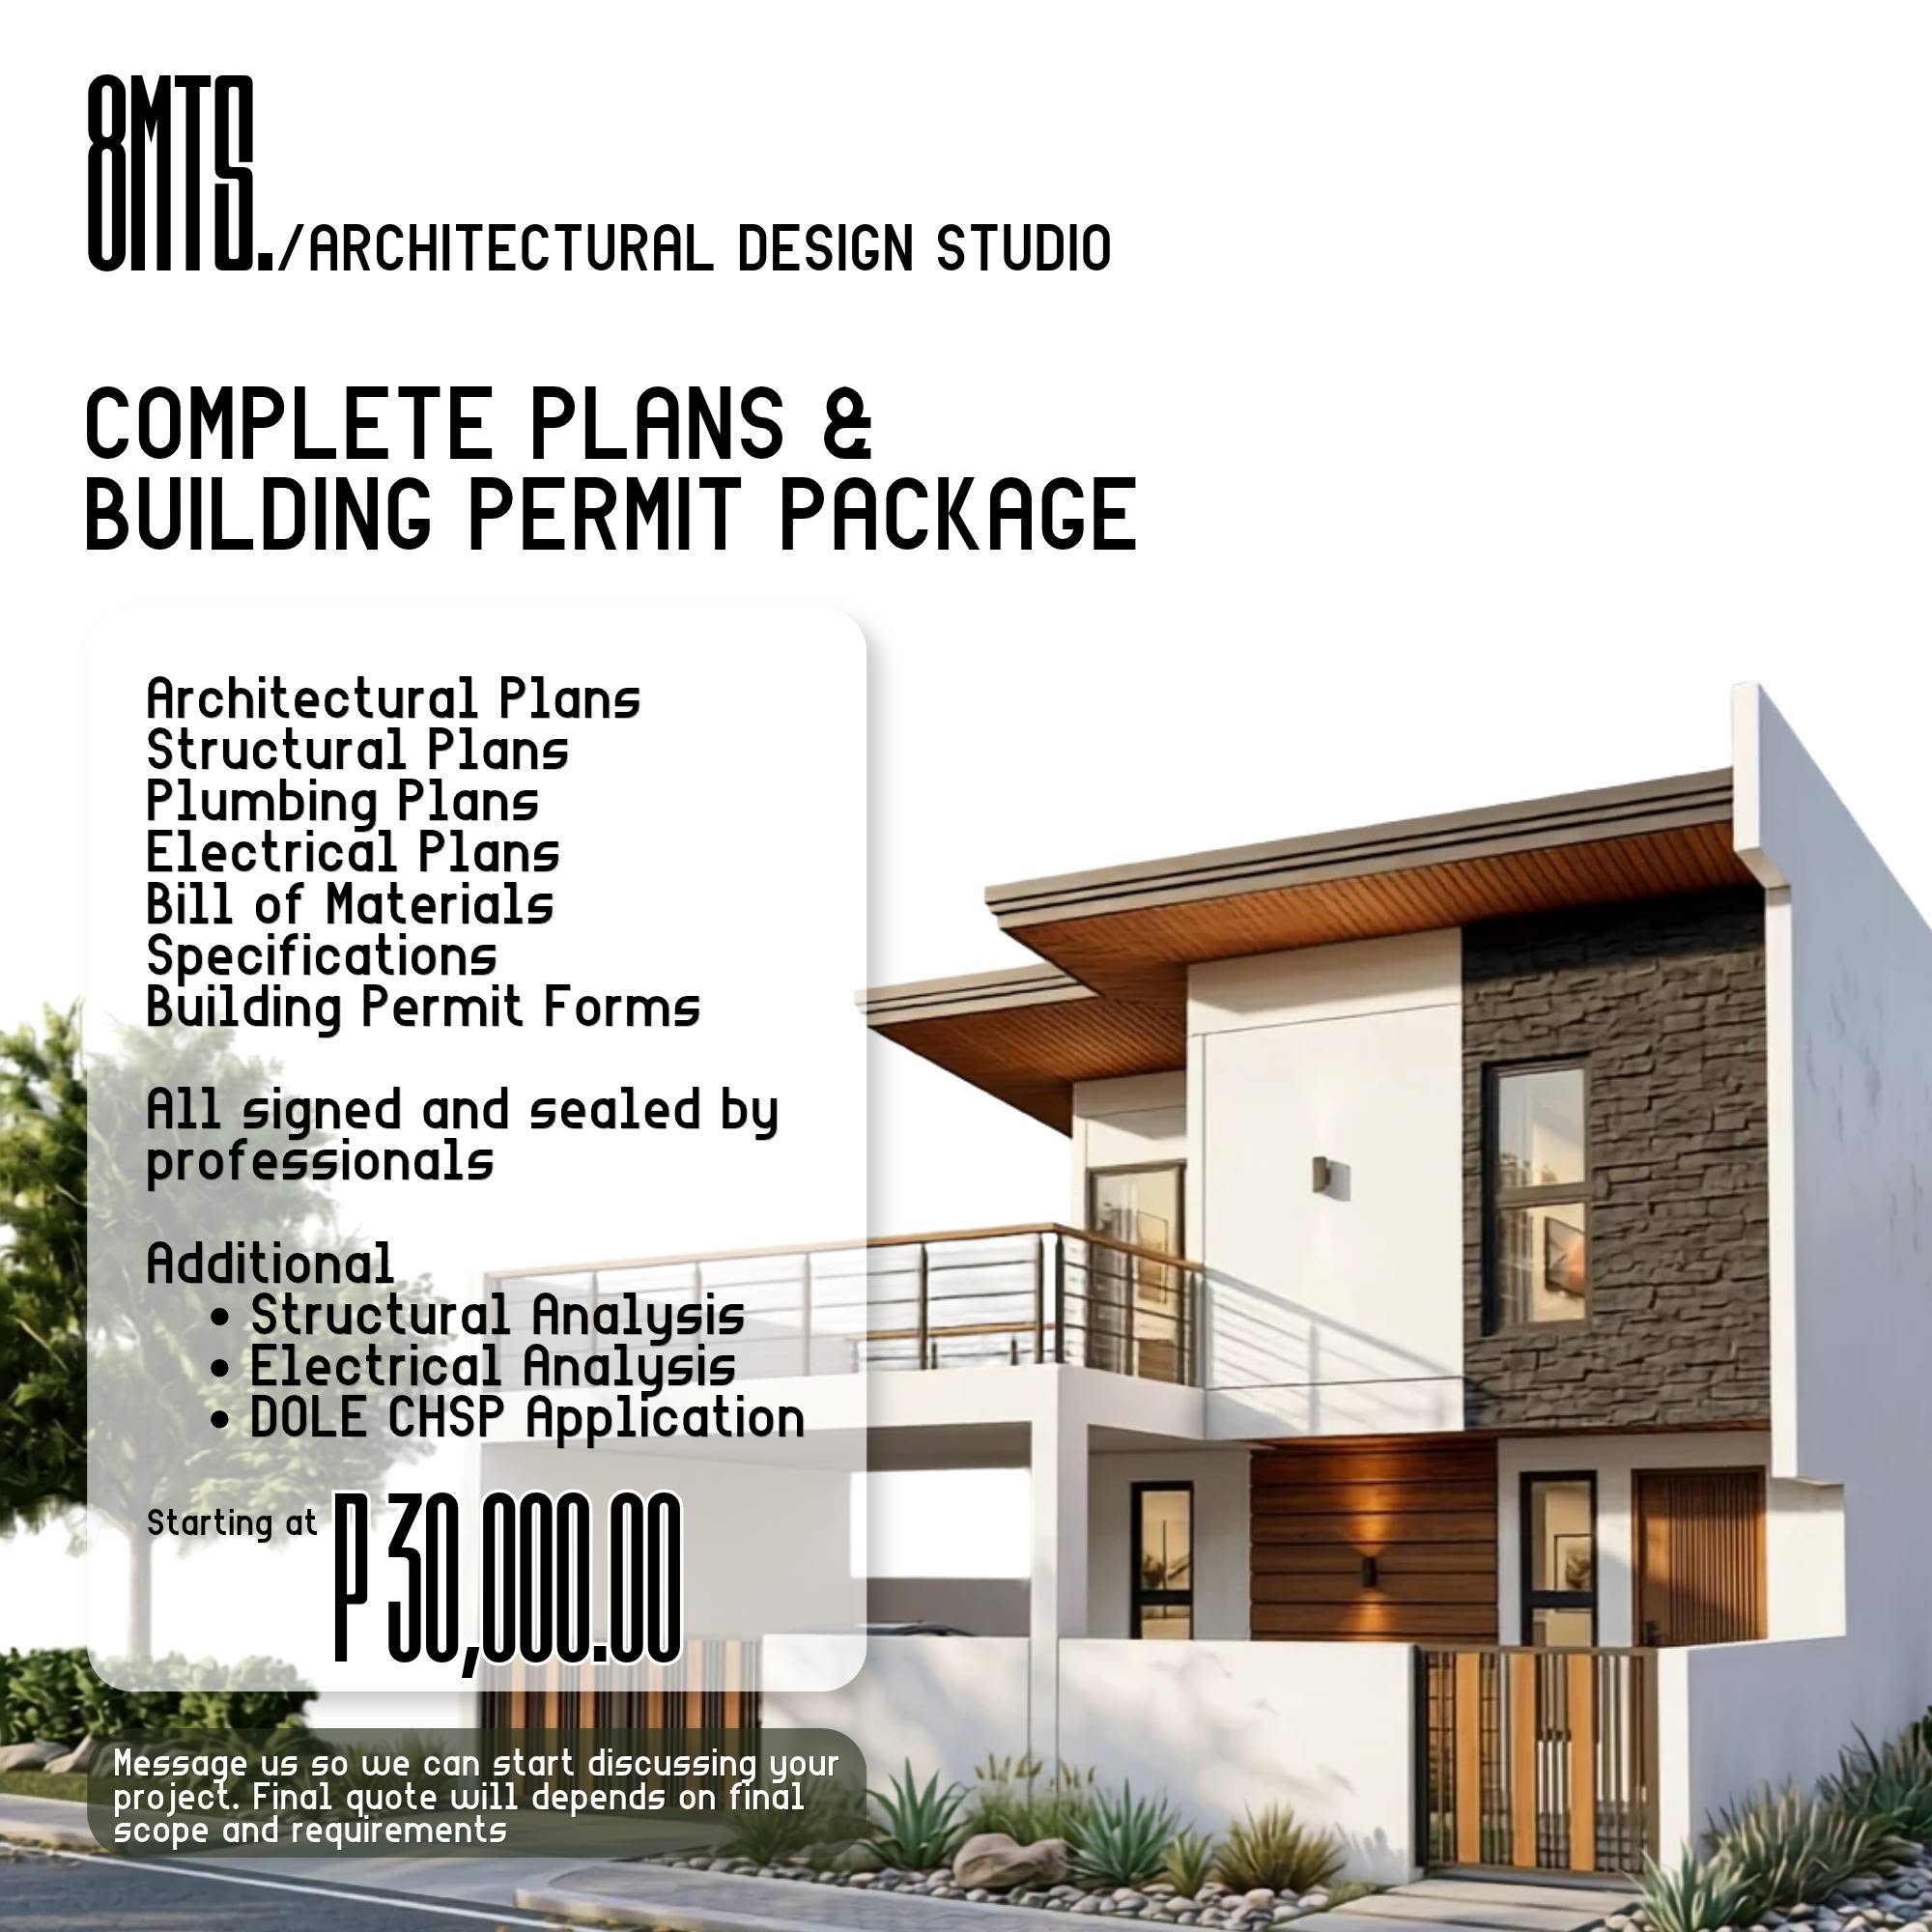 8MTS./ARCHITECTURAL DESIGN STUDIO
COMPLETE PLANS &
BUILDING PERMIT PACKAGE
Architectural Plans
Structural Plans
Plumbing Plans
Electrical Plans
Bill of Materials
Specifications
Building Permit Forms
All signed and sealed by
professionals
Additional
• Structural Analysis
• Electrical Analysis
• DOLE CHSP Application
Starting at P 30,000.00
Message us so we can start discussing your
project. Final quote will depends on final
scope and requirements